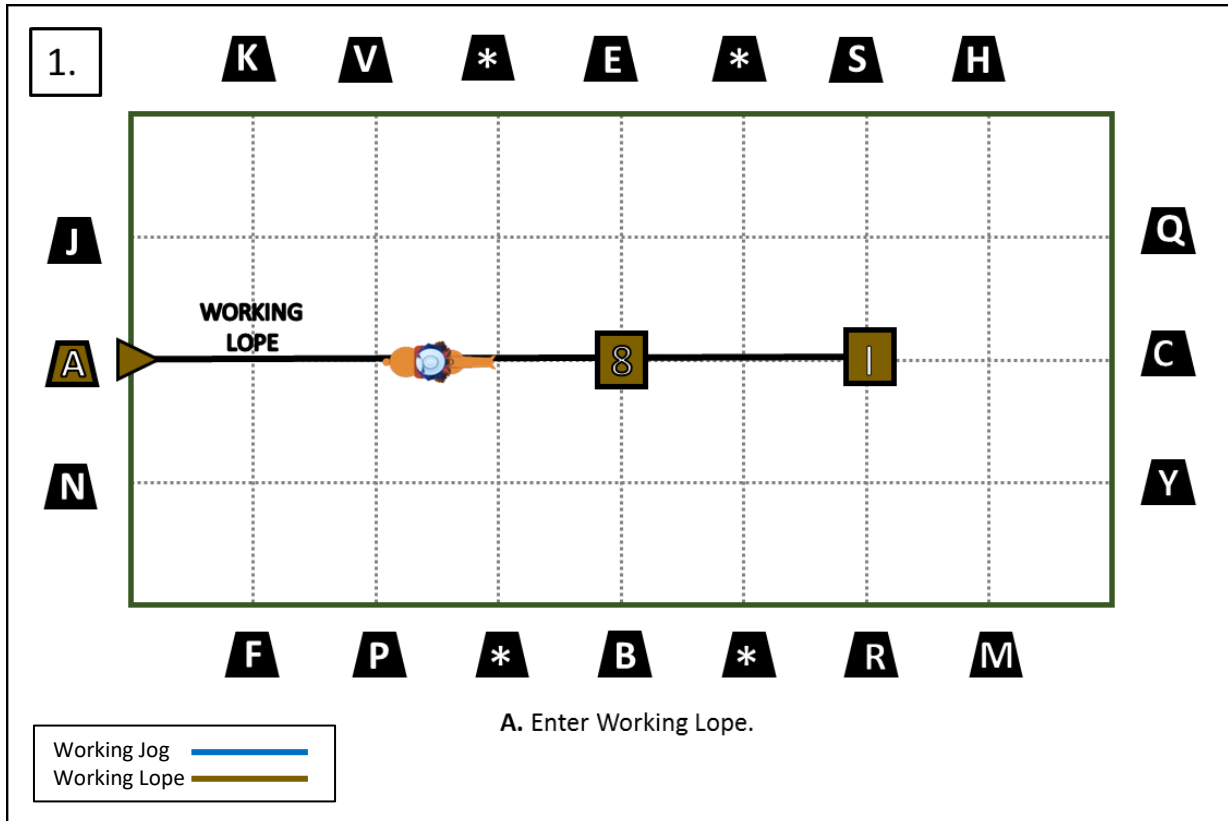 1.
K V * E * S H
J Q
WORKING
LOPE
A 8 I C
N Y
F P * B * R M
A. Enter Working Lope.
Working Jog
Working Lope